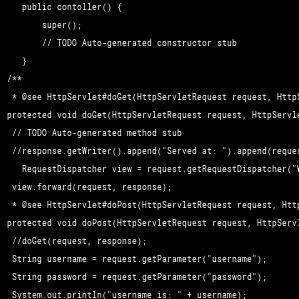 public contoller() {
super();
// TODO Auto-generated constructor stub
}
/**
* @see HttpServlet#doGet(HttpServletRequest request, HttpS
protected void doGet(HttpServletRequest request, HttpServle
// TODO Auto-generated method stub
//response.getWriter().append("Served at: ").append(reques
RequestDispatcher view = request.getRequestDispatcher("W
view.forward(request, response);
* @see HttpServlet#doPost(HttpServletRequest request, Http
protected void doPost(HttpServletRequest request, HttpServl
//doGet(request, response);
String username = request.getParameter("username");
String password = request.getParameter("password");
System.out.println("username is: " + username);